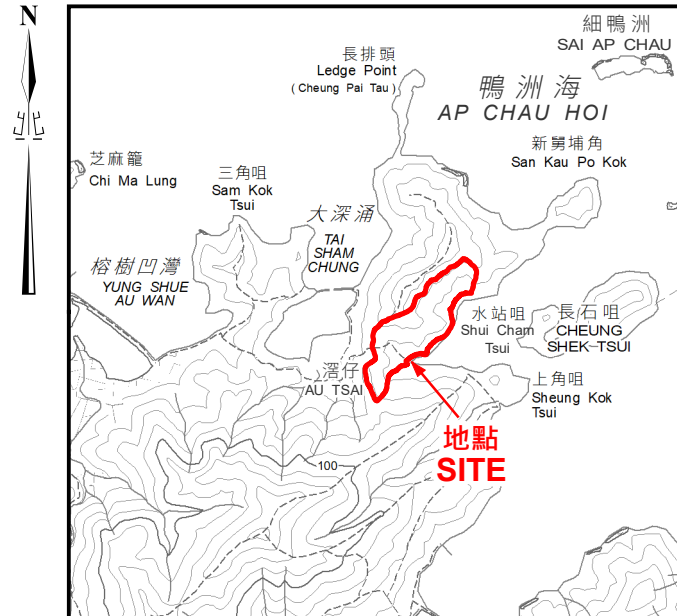 N
細鴨洲
SAI AP CHAU
長排頭
Ledge Point
( Cheung Pai Tau )
鴨洲海
AP CHAU HOI
新舅埔角
San Kau Po Kok
芝麻籠
Chi Ma Lung
三角咀
Sam Kok
Tsui
大深涌
TAI
SHAM
CHUNG
榕樹凹灣
YUNG SHUE
AU WAN
水站咀
Shui Cham
Tsui
長石咀
CHEUNG
SHEK TSUI
滘仔
AU TSAI
上角咀
Sheung Kok
Tsui
地點
SITE
100